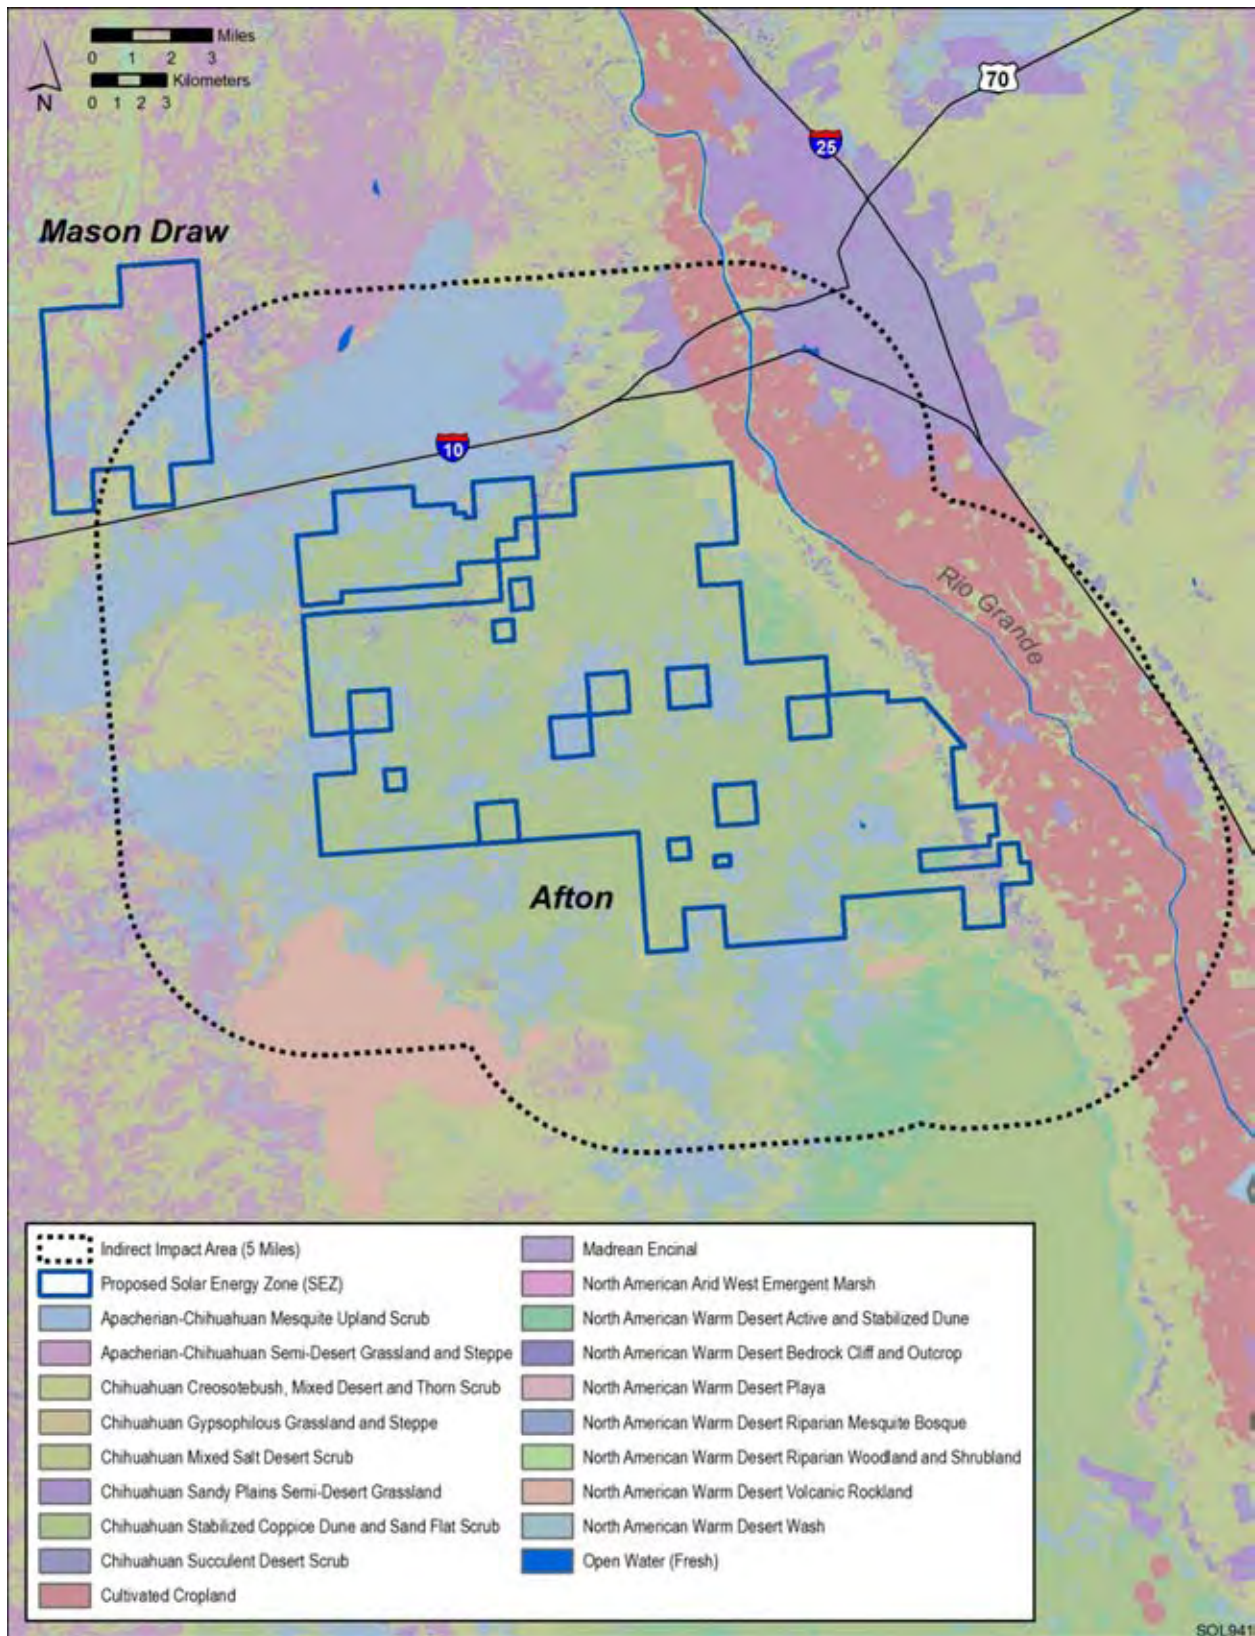 Miles
0 1 2 3
Kilometers
0 1 2 3
N
70
25
Mason Draw
10
Rio Grande
Afton
Indirect Impact Area (5 Miles)
Proposed Solar Energy Zone (SEZ)
Apacherian-Chihuahuan Mesquite Upland Scrub
Apacherian-Chihuahuan Semi-Desert Grassland and Steppe
Chihuahuan Creosotebush, Mixed Desert and Thorn Scrub
Chihuahuan Gypsophilous Grassland and Steppe
Chihuahuan Mixed Salt Desert Scrub
Chihuahuan Sandy Plains Semi-Desert Grassland
Chihuahuan Stabilized Coppice Dune and Sand Flat Scrub
Chihuahuan Succulent Desert Scrub
Cultivated Cropland
Madrean Encinal
North American Arid West Emergent Marsh
North American Warm Desert Active and Stabilized Dune
North American Warm Desert Bedrock Cliff and Outcrop
North American Warm Desert Playa
North American Warm Desert Riparian Mesquite Bosque
North American Warm Desert Riparian Woodland and Shrubland
North American Warm Desert Volcanic Rockland
North American Warm Desert Wash
Open Water (Fresh)
SOL941